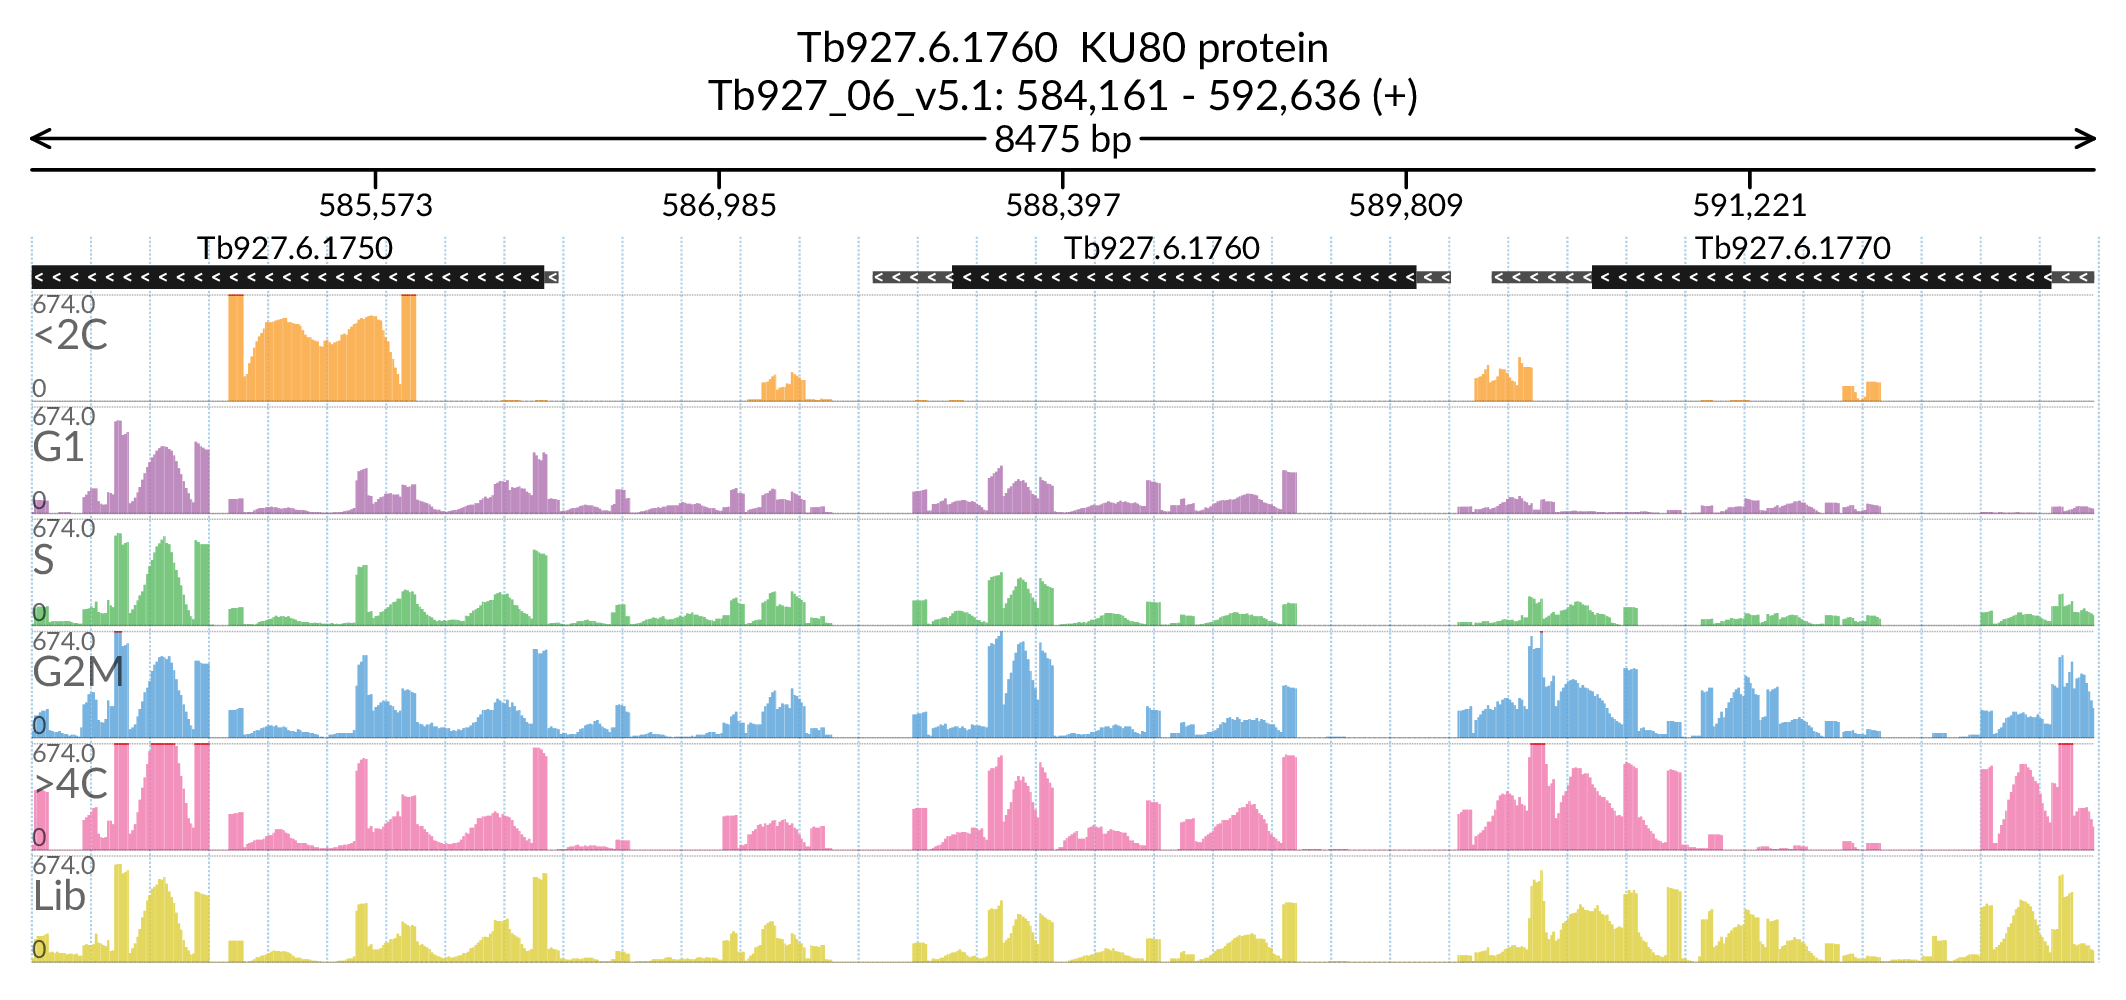 Tb927.6.1760 KU80 protein
Tb927_06_v5.1: 584,161 - 592,636 (+)
8475 bp
585,573 586,985 588,397 589,809 591,221
Tb927.6.1750 Tb927.6.1760 Tb927.6.1770
674.0
<2C
0
674.0
G1
0
674.0
S
0
674.0
G2M
0
674.0
>4C
0
674.0
Lib
0